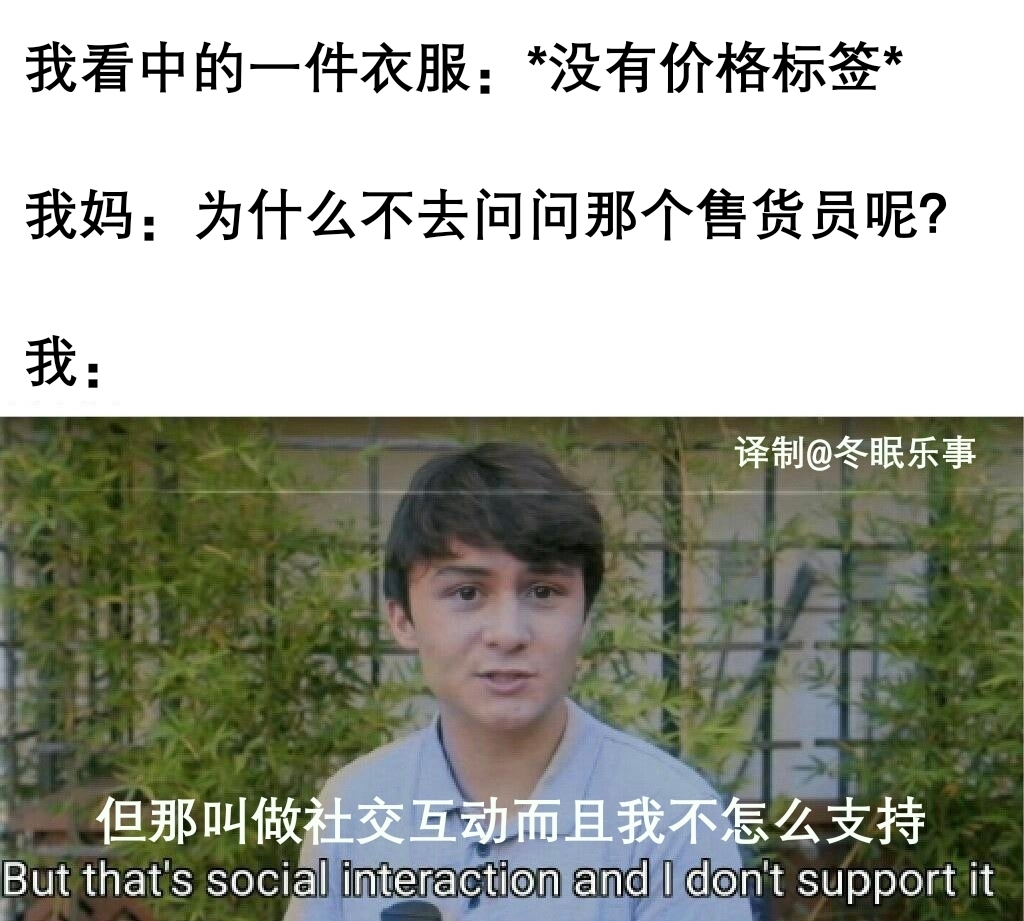 我看中的一件衣服：*没有价格标签*
我妈：为什么不去问问那个售货员呢?
我：
译制@冬眠乐事
但那叫做社交互动而且我不怎么支持
But that's social interaction and I don't support it